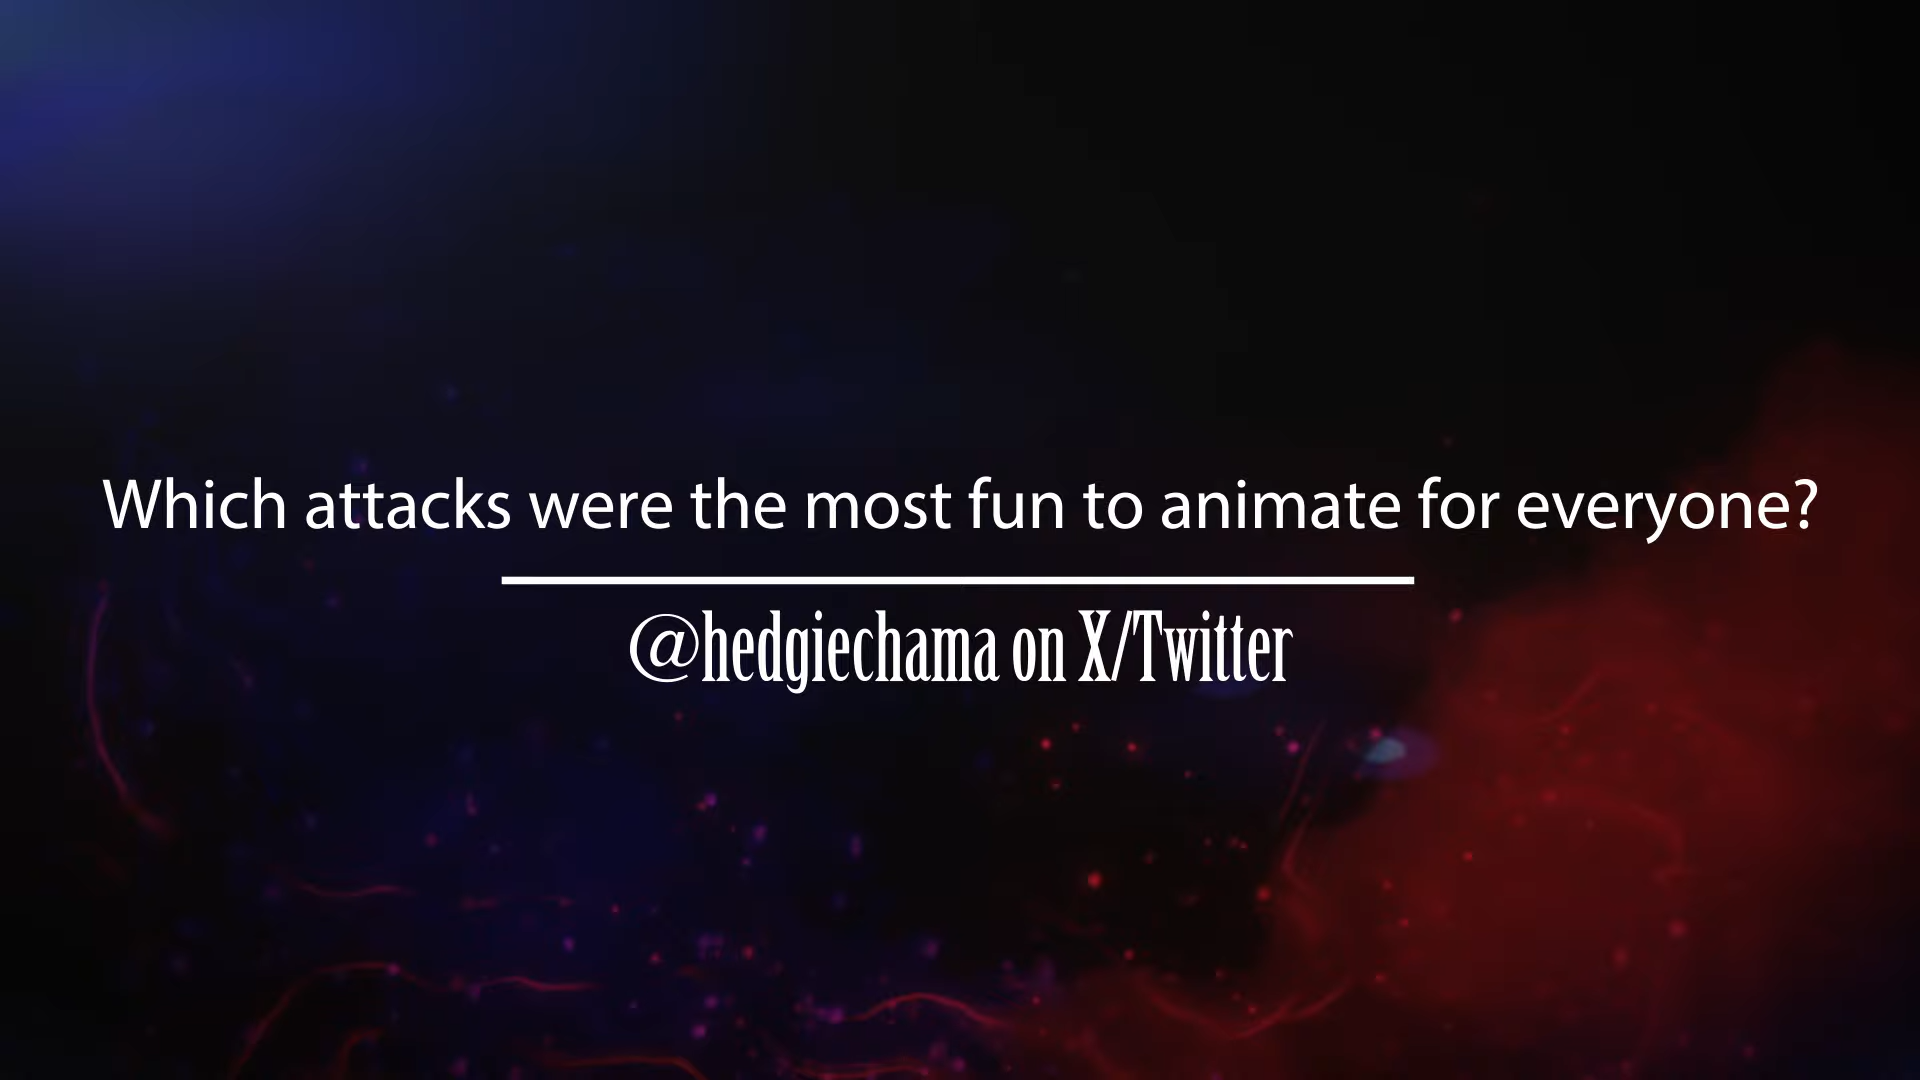 Which attacks were the most fun to animate for everyone?
@hedgiechama on X/Twitter